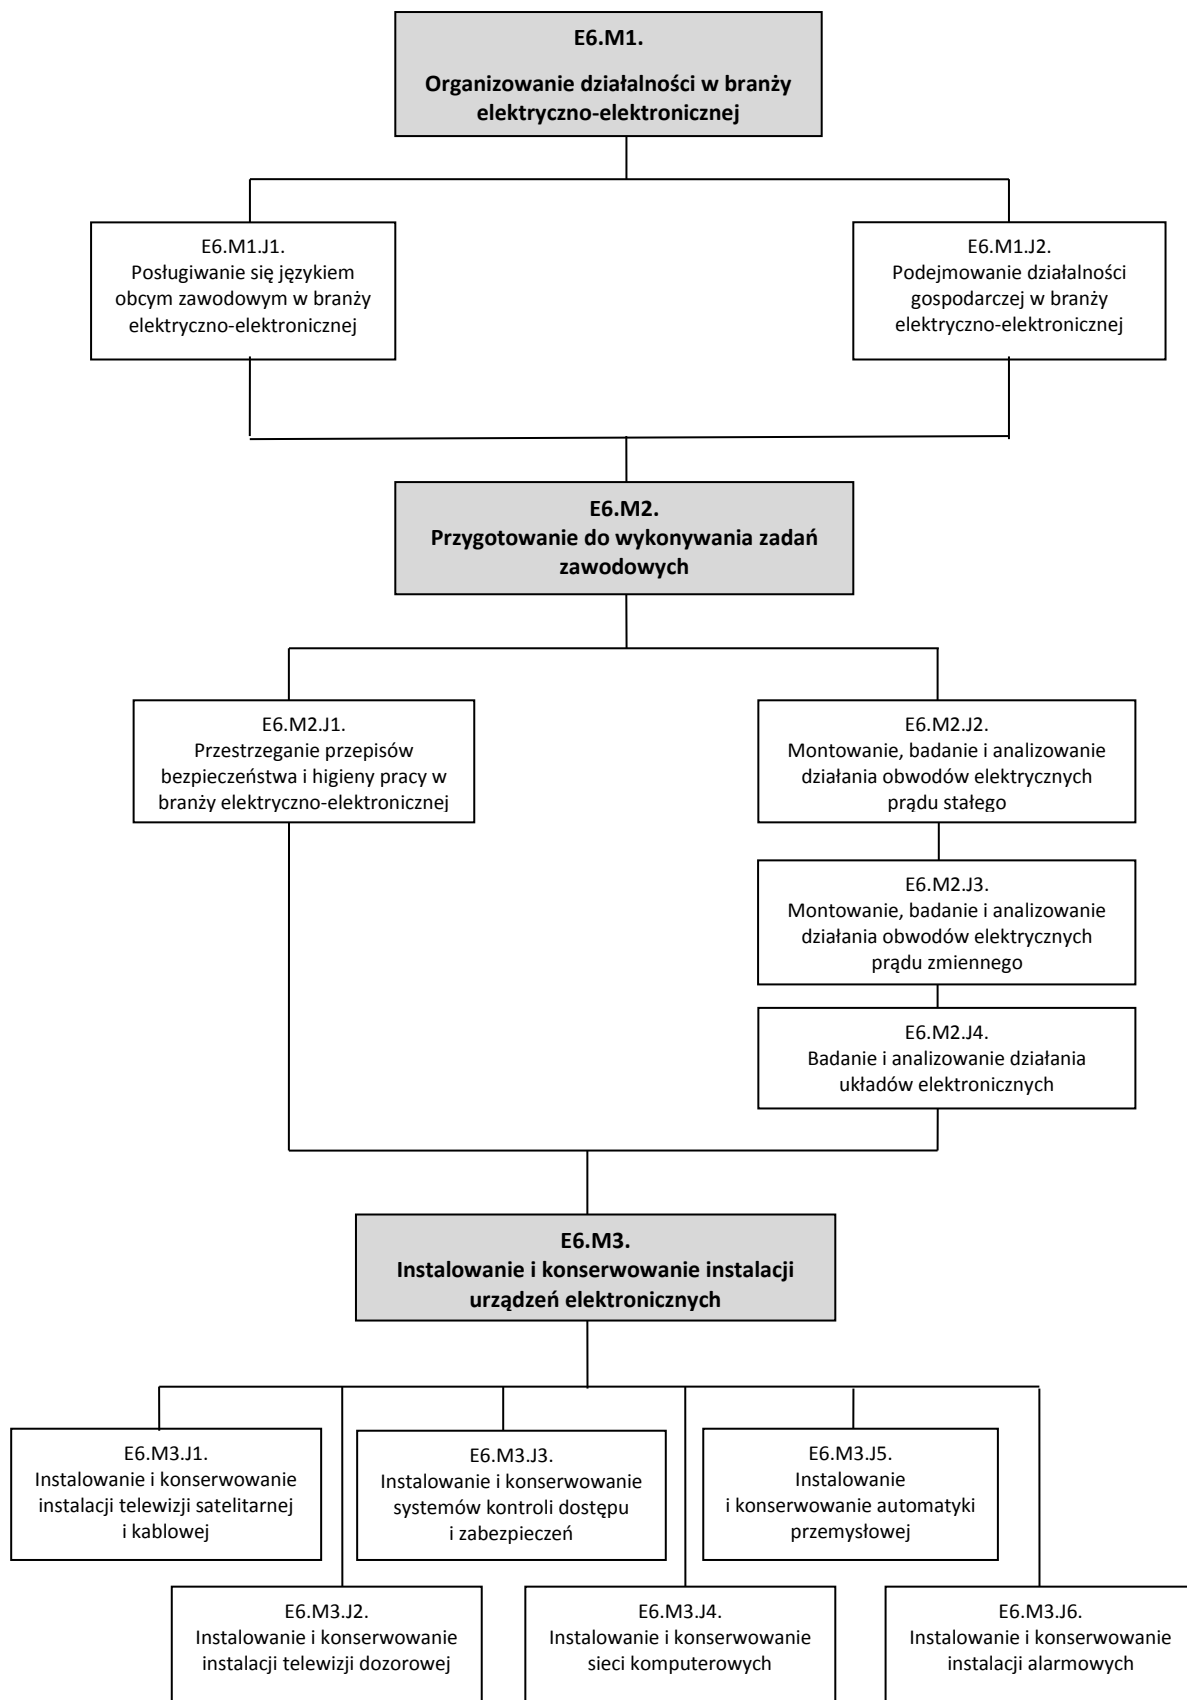 E6.M1.
Organizowanie działalności w branży
elektryczno-elektronicznej
E6.M1.J1.
Posługiwanie się językiem
obcym zawodowym w branży
elektryczno-elektronicznej
E6.M1.J2.
Podejmowanie działalności
gospodarczej w branży
elektryczno-elektronicznej
E6.M2.
Przygotowanie do wykonywania zadań
zawodowych
E6.M2.J1.
Przestrzeganie przepisów
bezpieczeństwa i higieny pracy w
branży elektryczno-elektronicznej
E6.M2.J2.
Montowanie, badanie i analizowanie
działania obwodów elektrycznych
prądu stałego
E6.M2.J3.
Montowanie, badanie i analizowanie
działania obwodów elektrycznych
prądu zmiennego
E6.M2.J4.
Badanie i analizowanie działania
układów elektronicznych
E6.M3.
Instalowanie i konserwowanie instalacji
urządzeń elektronicznych
E6.M3.J1.
Instalowanie i konserwowanie
instalacji telewizji satelitarnej
i kablowej
E6.M3.J3.
Instalowanie i konserwowanie
systemów kontroli dostępu
i zabezpieczeń
E6.M3.J5.
Instalowanie
i konserwowanie automatyki
przemysłowej
E6.M3.J2.
Instalowanie i konserwowanie
instalacji telewizji dozorowej
E6.M3.J4.
Instalowanie i konserwowanie
sieci komputerowych
E6.M3.J6.
Instalowanie i konserwowanie
instalacji alarmowych